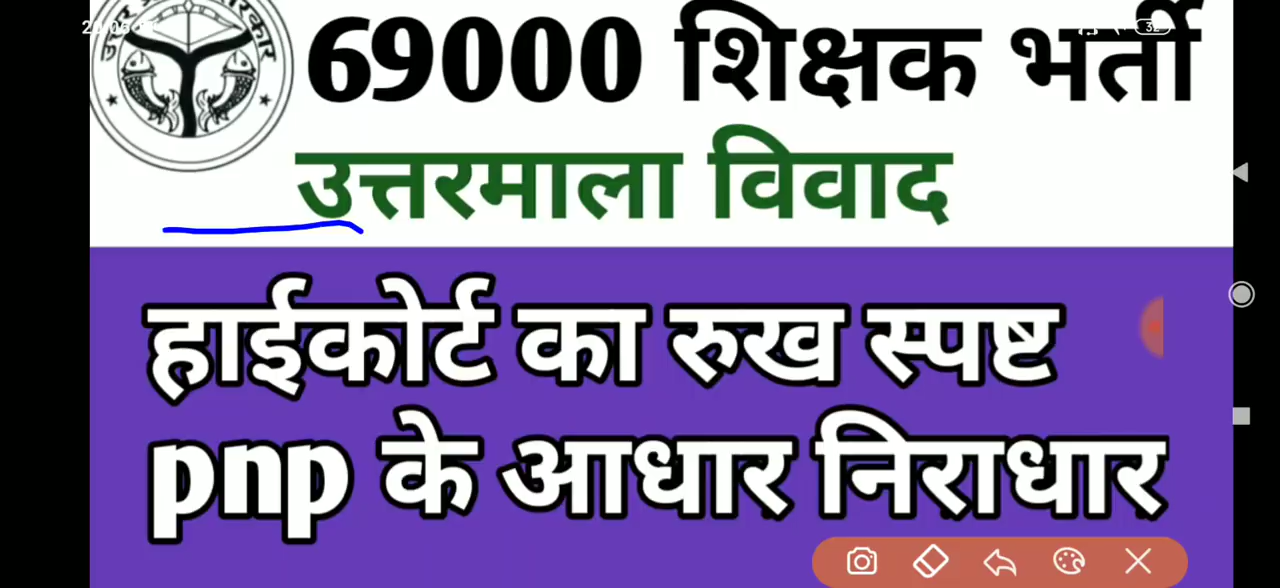 69000 शिक्षक भर्ती
उत्तरमाला विवाद
हाईकोर्ट का रुख स्पष्ट
pnp के आधार निराधार